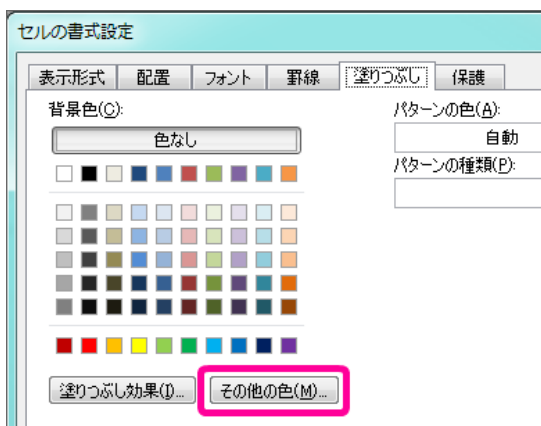 セルの書式設定
表示形式 配置 フォント 罫線 塗りつぶし 保護
背景色(C):
色なし
パターンの色(A):
自動
パターンの種類(P):
塗りつぶし効果(I)... その他の色(M)...